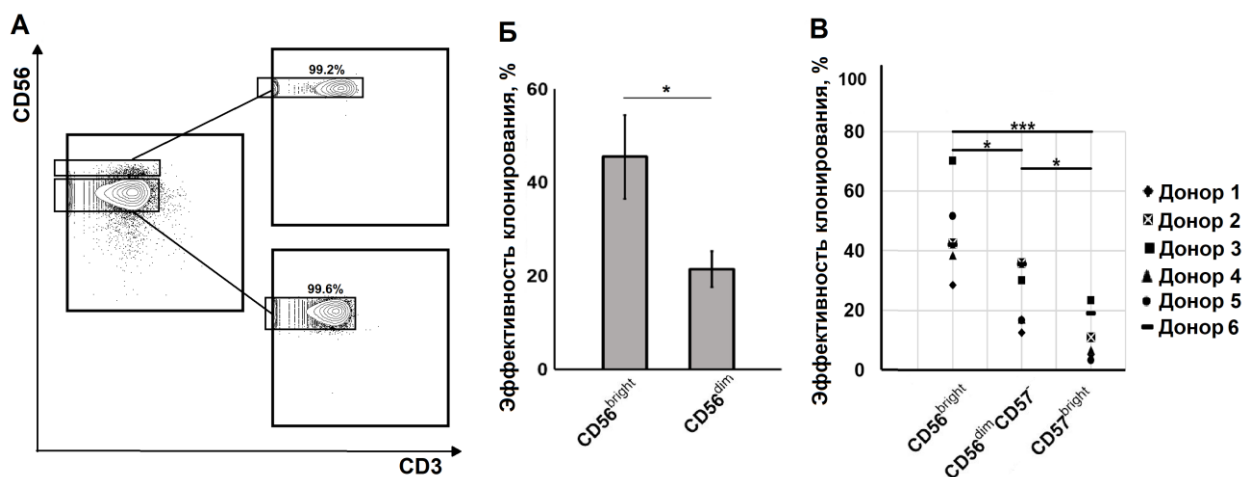 А
CD56
99.2%
99.6%
CD3
Б
Эффективность клонирования, %
60
40
20
0
*
CD56bright
CD56dim
В
Эффективность клонирования, %
100
80
60
40
20
0
***
*
*
CD56bright
CD56dimCD57-
CD57bright
Донор 1
Донор 2
Донор 3
Донор 4
Донор 5
Донор 6